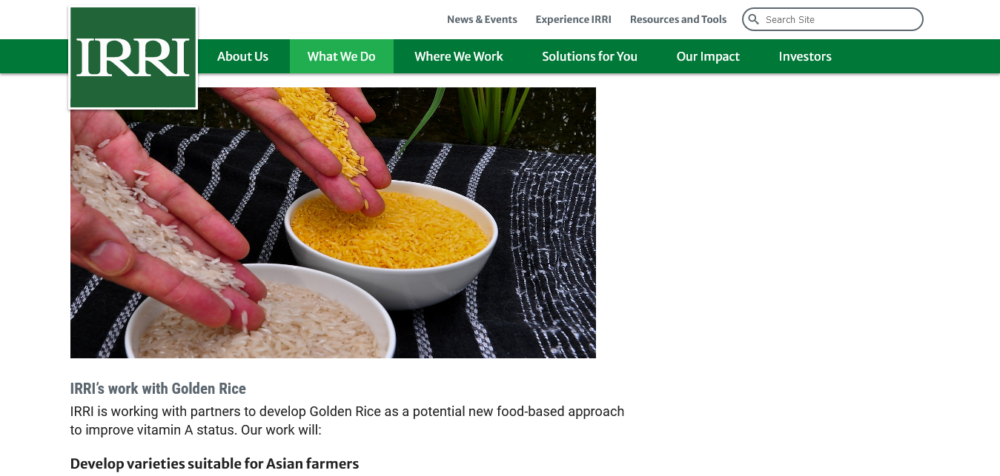 News & Events
Experience IRRI
Resources and Tools
Search Site
IRRI
About Us
What We Do
Where We Work
Solutions for You
Our Impact
Investors
IRRI’s work with Golden Rice
IRRI is working with partners to develop Golden Rice as a potential new food-based approach
to improve vitamin A status. Our work will:
Develop varieties suitable for Asian farmers